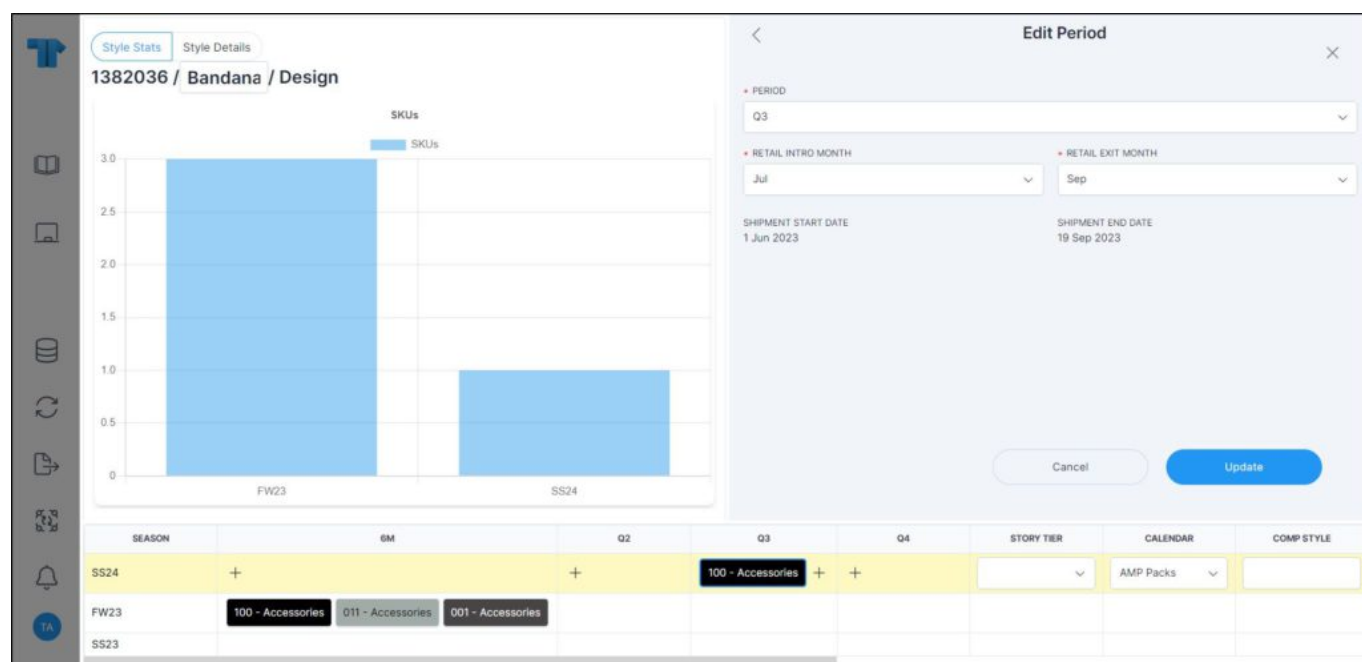 Style Stats Style Details
1382036 / Bandana / Design
SKUs
SKUs
3.0
2.5
2.0
1.5
1.0
0.5
0
FW23 SS24
Edit Period
* PERIOD
Q3
* RETAIL INTRO MONTH * RETAIL EXIT MONTH
Jul Sep
SHIPMENT START DATE SHIPMENT END DATE
1 Jun 2023 19 Sep 2023
Cancel Update
SEASON 6M Q2 Q3 Q4 STORY TIER CALENDAR COMP STYLE
SS24 + + 100 - Accessories + + AMP Packs
FW23 100 - Accessories 011 - Accessories 001 - Accessories
SS23
TA